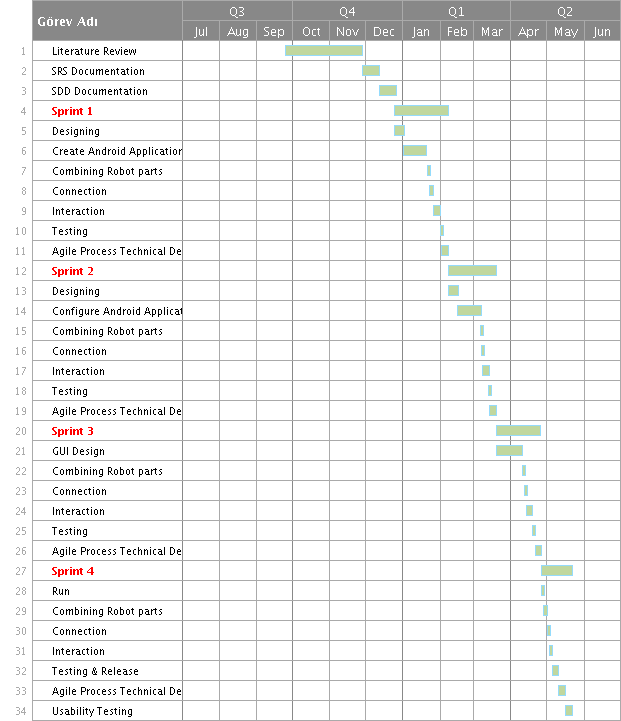 Görev Adı
Q3 Q4 Q1 Q2
Jul Aug Sep Oct Nov Dec Jan Feb Mar Apr May Jun
1 Literature Review
2 SRS Documentation
3 SDD Documentation
4 Sprint 1
5 Designing
6 Create Android Application
7 Combining Robot parts
8 Connection
9 Interaction
10 Testing
11 Agile Process Technical De
12 Sprint 2
13 Designing
14 Configure Android Applicat
15 Combining Robot parts
16 Connection
17 Interaction
18 Testing
19 Agile Process Technical De
20 Sprint 3
21 GUI Design
22 Combining Robot parts
23 Connection
24 Interaction
25 Testing
26 Agile Process Technical De
27 Sprint 4
28 Run
29 Combining Robot parts
30 Connection
31 Interaction
32 Testing & Release
33 Agile Process Technical De
34 Usability Testing